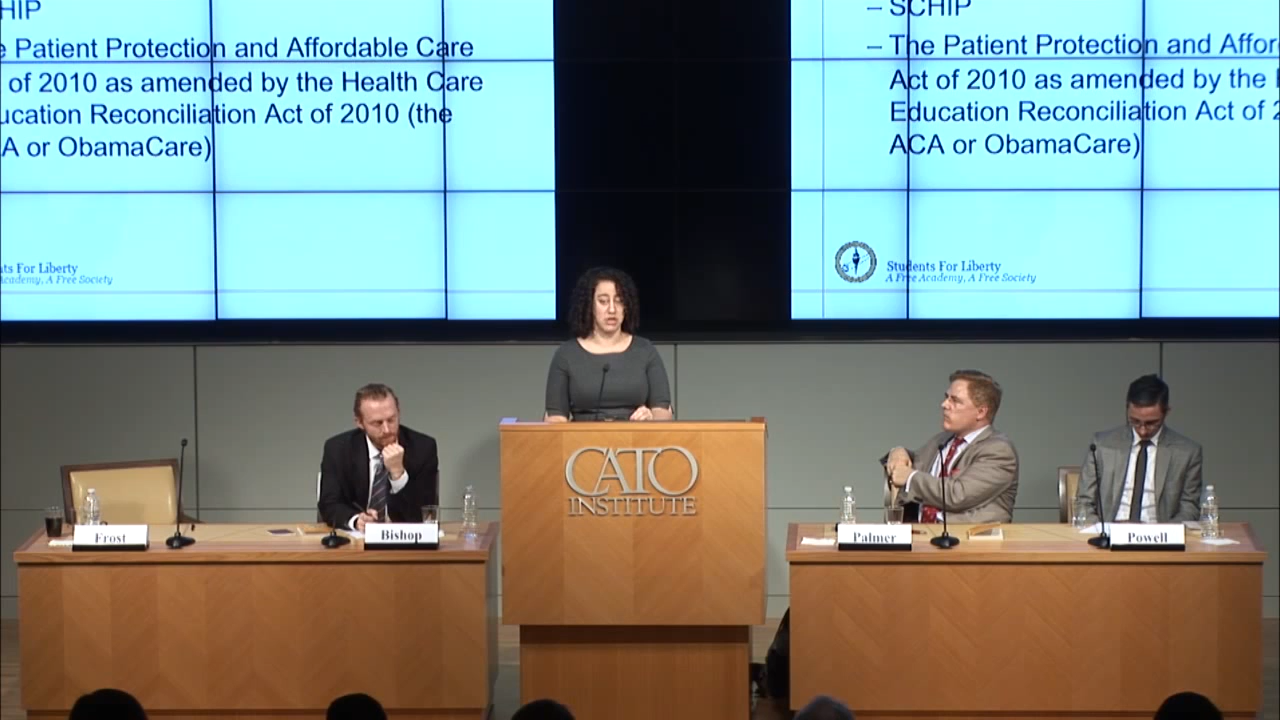 HIP
e Patient Protection and Affordable Care
of 2010 as amended by the Health Care
ucation Reconciliation Act of 2010 (the
A or ObamaCare)
ts For Liberty
Academy, A Free Society
– SCHIP
– The Patient Protection and Affor
Act of 2010 as amended by the
Education Reconciliation Act of 2
ACA or ObamaCare)
Students For Liberty
A Free Academy, A Free Society
CATO
INSTITUTE
Frost
Bishop
Palmer
Powell